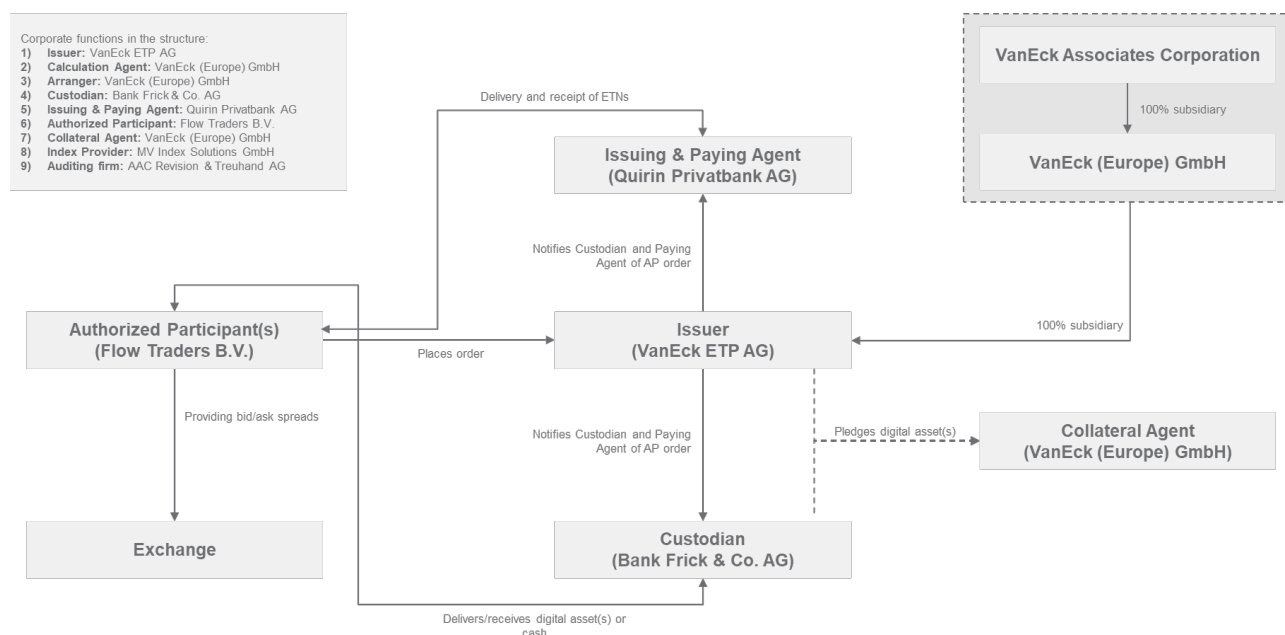 Corporate functions in the structure:
1) Issuer: VanEck ETP AG
2) Calculation Agent: VanEck (Europe) GmbH
3) Arranger: VanEck (Europe) GmbH
4) Custodian: Bank Frick & Co. AG
5) Issuing & Paying Agent: Quirin Privatbank AG
6) Authorized Participant: Flow Traders B.V.
7) Collateral Agent: VanEck (Europe) GmbH
8) Index Provider: MV Index Solutions GmbH
9) Auditing firm: AAC Revision & Treuhand AG
VanEck Associates Corporation
100% subsidiary
VanEck (Europe) GmbH
Delivery and receipt of ETNs
Issuing & Paying Agent
(Quirin Privatbank AG)
Notifies Custodian and Paying
Agent of AP order
Authorized Participant(s)
(Flow Traders B.V.)
Places order
Issuer
(VanEck ETP AG)
100% subsidiary
Providing bid/ask spreads
Notifies Custodian and Paying
Agent of AP order
Pledges digital asset(s)
Collateral Agent
(VanEck (Europe) GmbH)
Exchange
Custodian
(Bank Frick & Co. AG)
Delivers/receives digital asset(s) or
cash